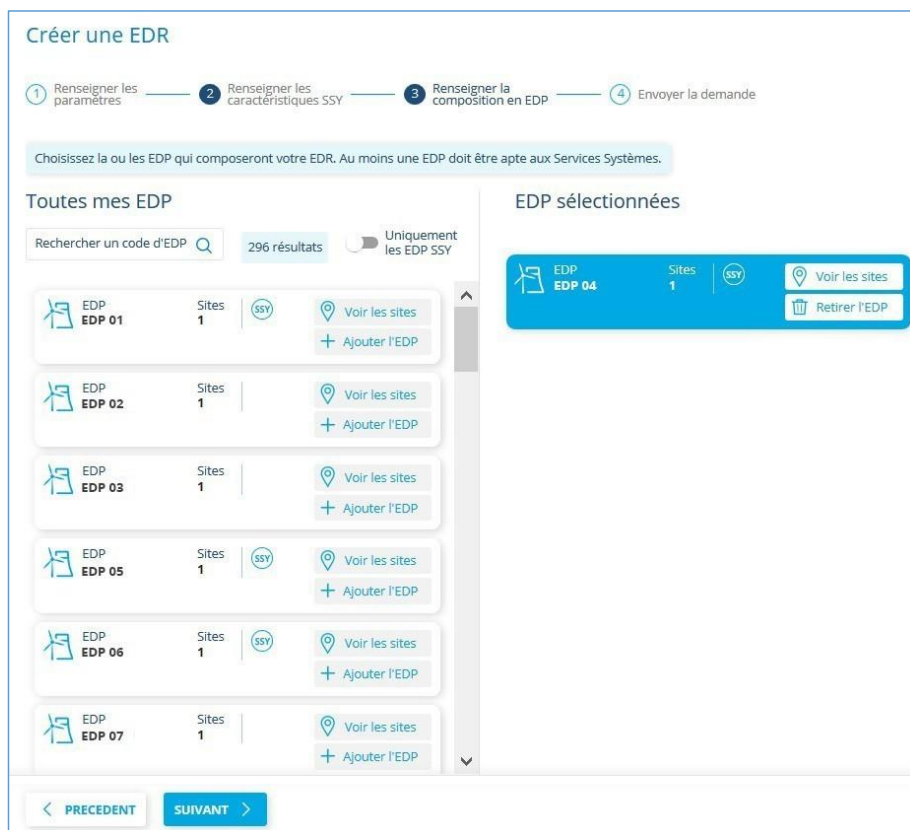 Créer une EDR
1 Renseigner les
paramètres
2 Renseigner les
caractéristiques SSY
3 Renseigner la
composition en EDP
4 Envoyer la demande
Choisissez la ou les EDP qui composeront votre EDR. Au moins une EDP doit être apte aux Services Systèmes.
Toutes mes EDP
Rechercher un code d'EDP
296 résultats
Uniquement
les EDP SSY
EDP
EDP 01
Sites
1
SSY
Voir les sites
Ajouter l'EDP
EDP
EDP 02
Sites
1
Voir les sites
Ajouter l'EDP
EDP
EDP 03
Sites
1
Voir les sites
Ajouter l'EDP
EDP
EDP 05
Sites
1
SSY
Voir les sites
Ajouter l'EDP
EDP
EDP 06
Sites
1
SSY
Voir les sites
Ajouter l'EDP
EDP
EDP 07
Sites
1
Voir les sites
Ajouter l'EDP
EDP sélectionnées
EDP
EDP 04
Sites
1
SSY
Voir les sites
Retirer l'EDP
PRECEDENT
SUIVANT